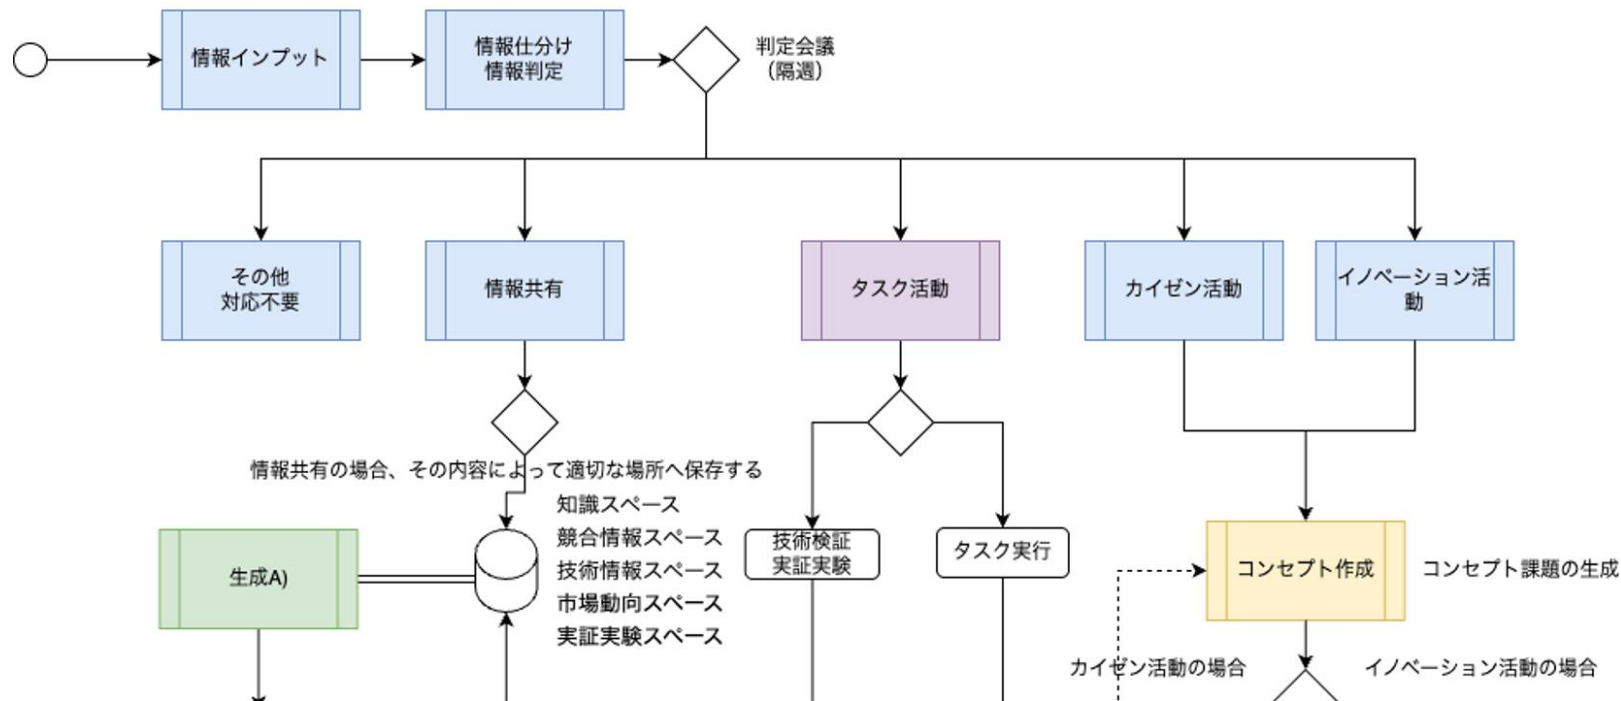 情報インプット
情報仕分け
情報判定
判定会議
（隔週）
その他
対応不要
情報共有
タスク活動
カイゼン活動
イノベーション活
動
情報共有の場合、その内容によって適切な場所へ保存する
知識スペース
競合情報スペース
技術情報スペース
市場動向スペース
実証実験スペース
生成A)
技術検証
実証実験
タスク実行
コンセプト作成
コンセプト課題の生成
カイゼン活動の場合
イノベーション活動の場合